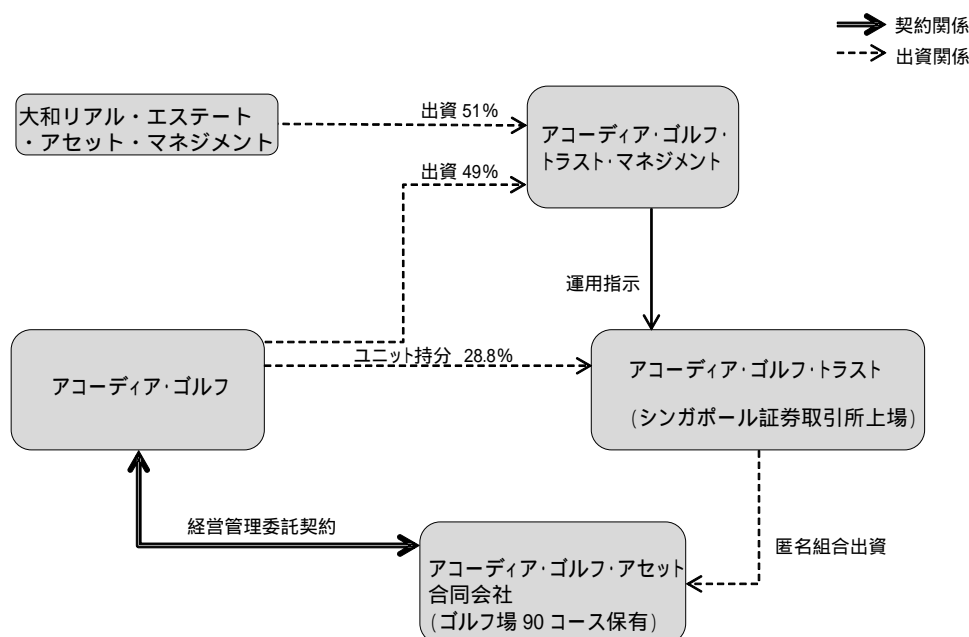 契約関係
出資関係
大和リアル・エステート
・アセット・マネジメント
出資 51%
アコーディア・ゴルフ・
トラスト・マネジメント
出資 49%
運用指示
アコーディア・ゴルフ
ユニット持分 28.8%
アコーディア・ゴルフ・トラスト
(シンガポール証券取引所上場)
経営管理委託契約
匿名組合出資
アコーディア・ゴルフ・アセット
合同会社
(ゴルフ場 90 コース保有)